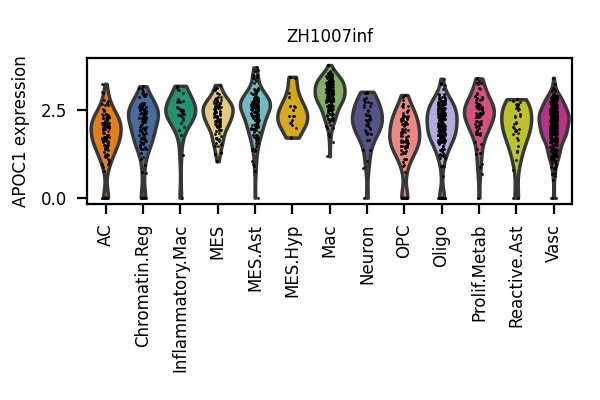 ZH1007inf
APOC1 expression
2.5
0.0
AC
Chromatin.Reg
Inflammatory.Mac
MES
MES.Ast
MES.Hyp
Mac
Neuron
OPC
Oligo
Prolif.Metab
Reactive.Ast
Vasc